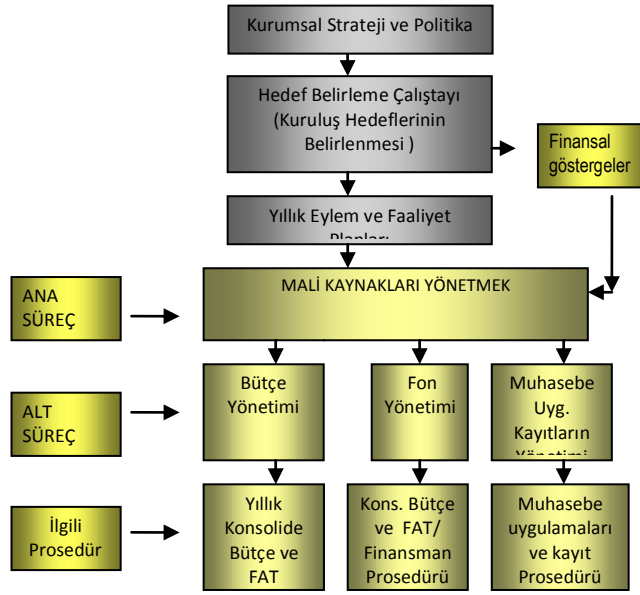 Kurumsal Strateji ve Politika
Hedef Belirleme Çalıştayı
(Kuruluş Hedeflerinin
Belirlenmesi )
Finansal
göstergeler
Yıllık Eylem ve Faaliyet
Planları
ANA
SÜREÇ
MALİ KAYNAKLARI YÖNETMEK
ALT
SÜREÇ
Bütçe
Yönetimi
Fon
Yönetimi
Muhasebe
Uyg.
Kayıtların
Yönetimi
İlgili
Prosedür
Yıllık
Konsolide
Bütçe ve
FAT
Kons. Bütçe
ve FAT/
Finansman
Prosedürü
Muhasebe
uygulamaları
ve kayıt
Prosedürü